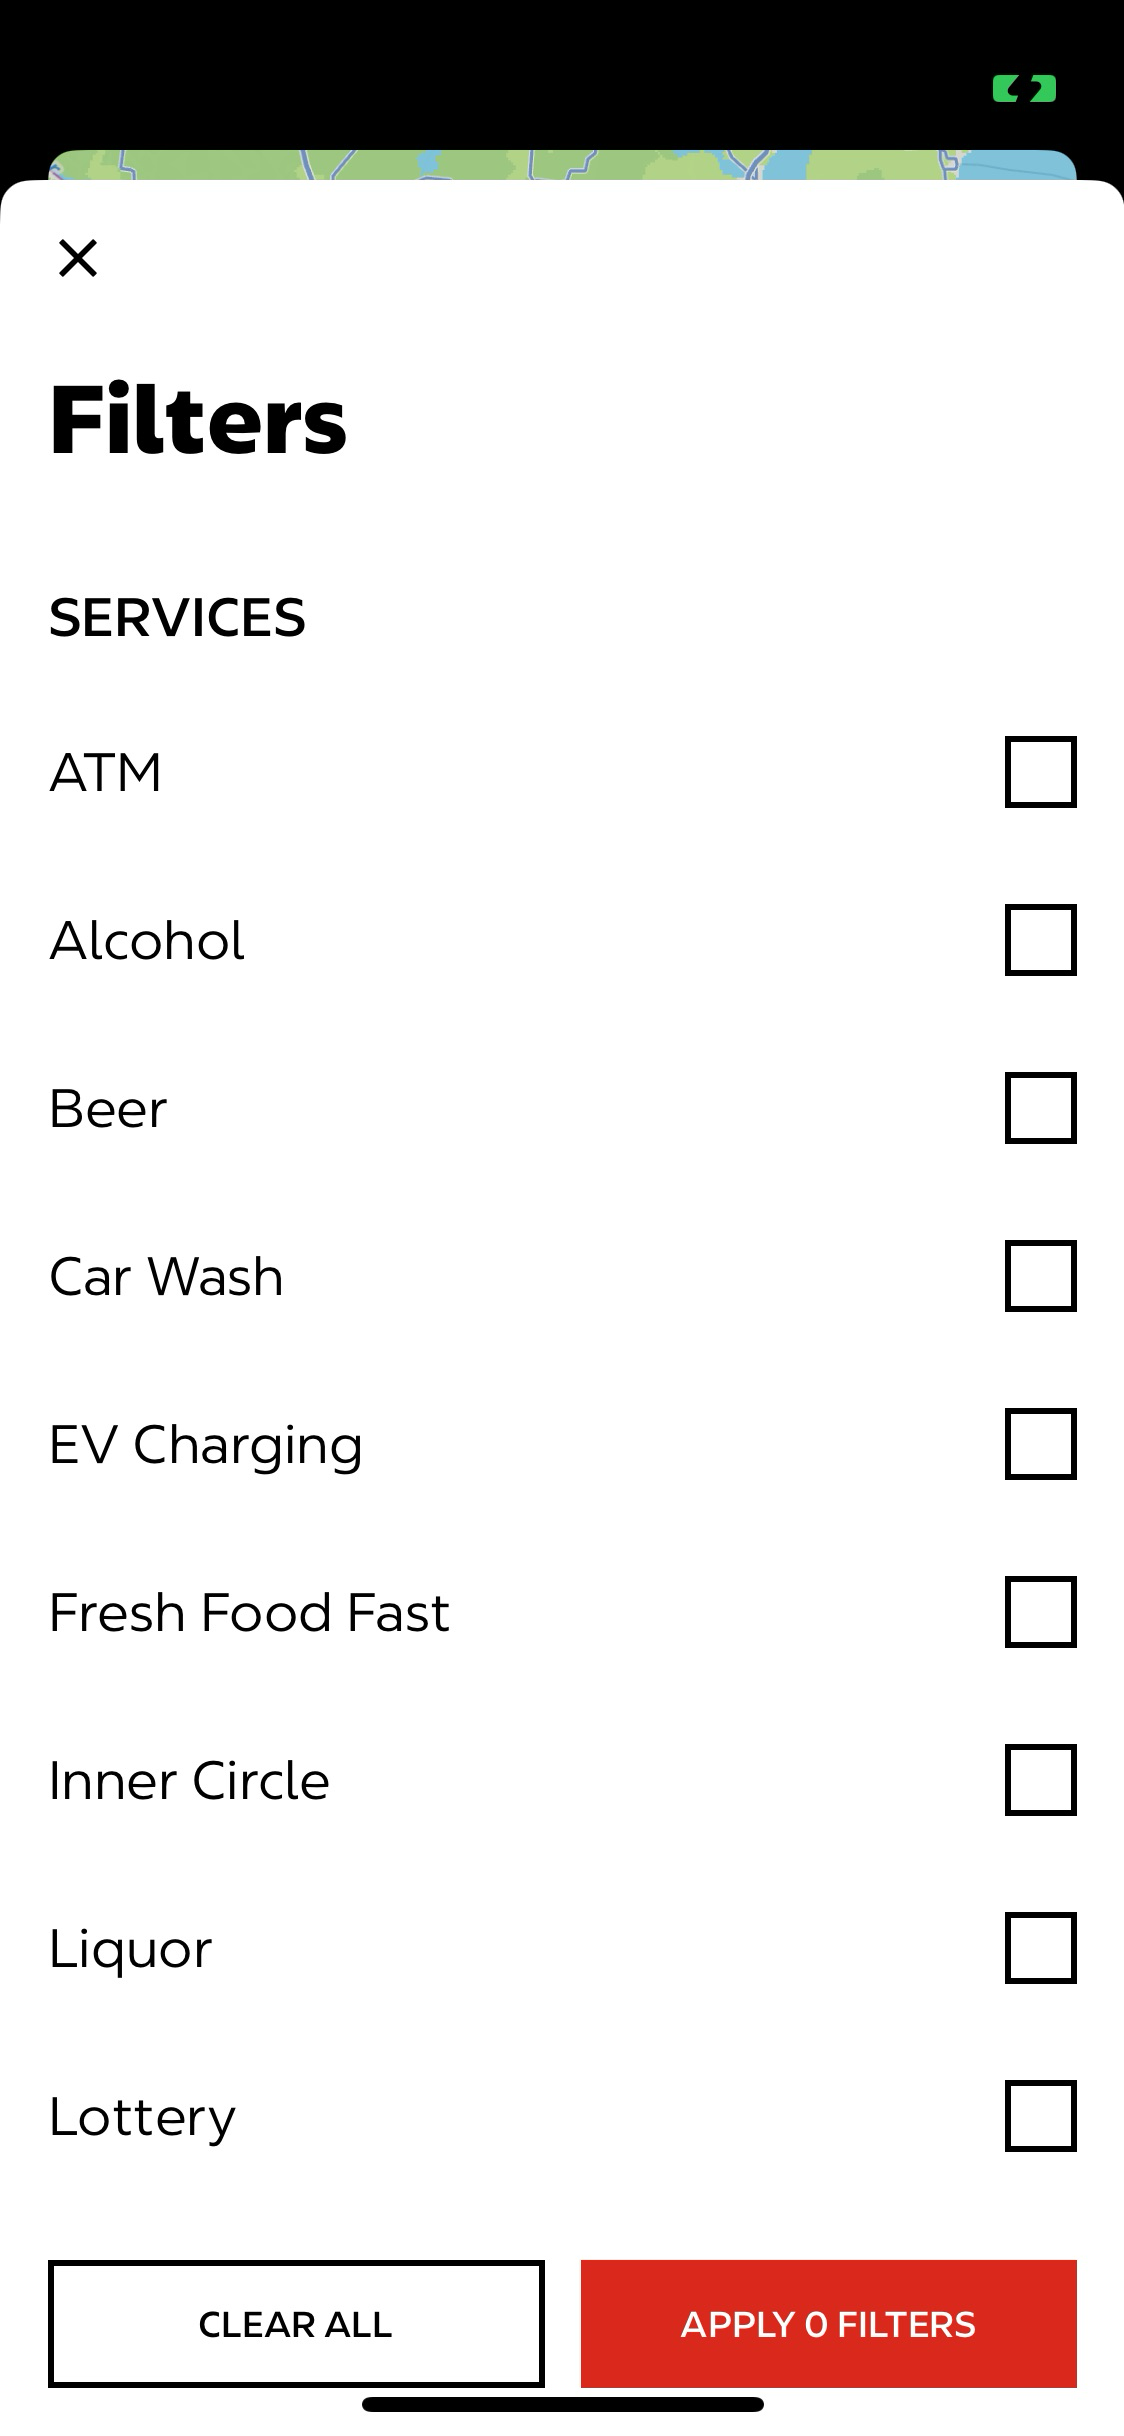 Filters
SERVICES
ATM
Alcohol
Beer
Car Wash
EV Charging
Fresh Food Fast
Inner Circle
Liquor
Lottery
CLEAR ALL
APPLY 0 FILTERS